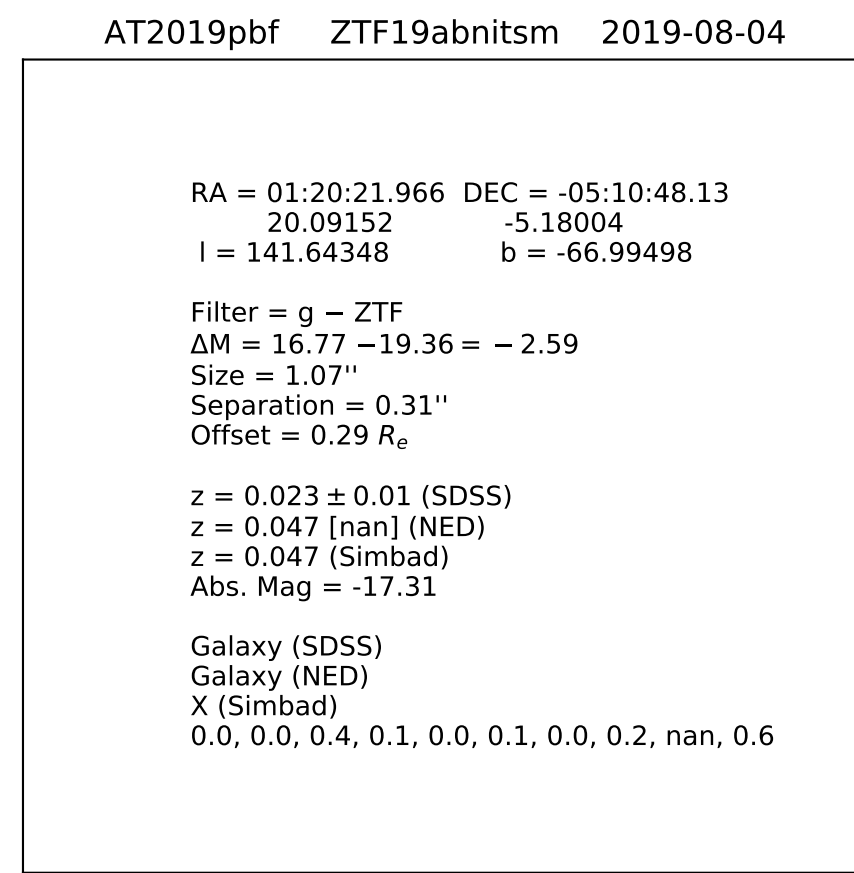 AT2019pbf ZTF19abnitsm 2019-08-04
RA = 01:20:21.966 DEC = -05:10:48.13
20.09152 -5.18004
l = 141.64348 b = -66.99498
Filter = g − ZTF
ΔM = 16.77 −19.36 = − 2.59
Size = 1.07''
Separation = 0.31''
Offset = 0.29 Re
z = 0.023 ± 0.01 (SDSS)
z = 0.047 [nan] (NED)
z = 0.047 (Simbad)
Abs. Mag = -17.31
Galaxy (SDSS)
Galaxy (NED)
X (Simbad)
0.0, 0.0, 0.4, 0.1, 0.0, 0.1, 0.0, 0.2, nan, 0.6